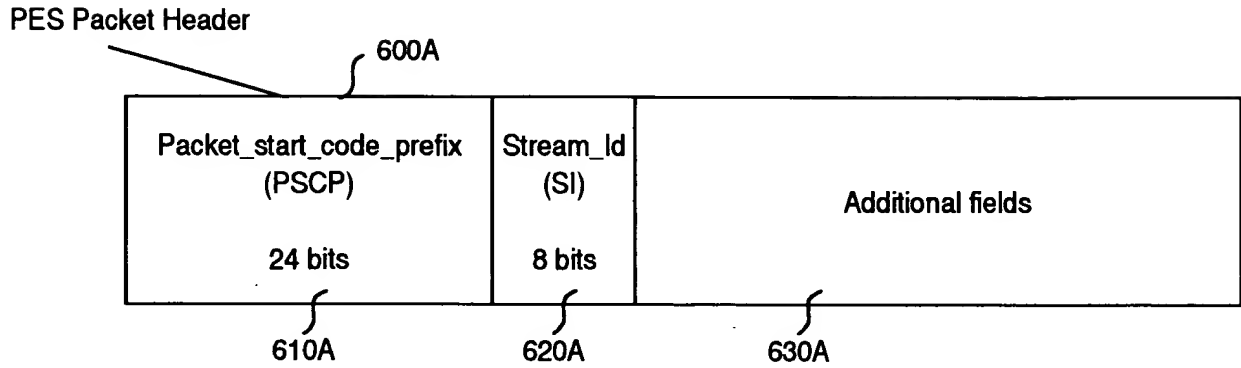 PES Packet Header
600A
Packet_start_code_prefix
(PSCP)
24 bits
Stream_Id
(SI)
8 bits
Additional fields
610A
620A
630A